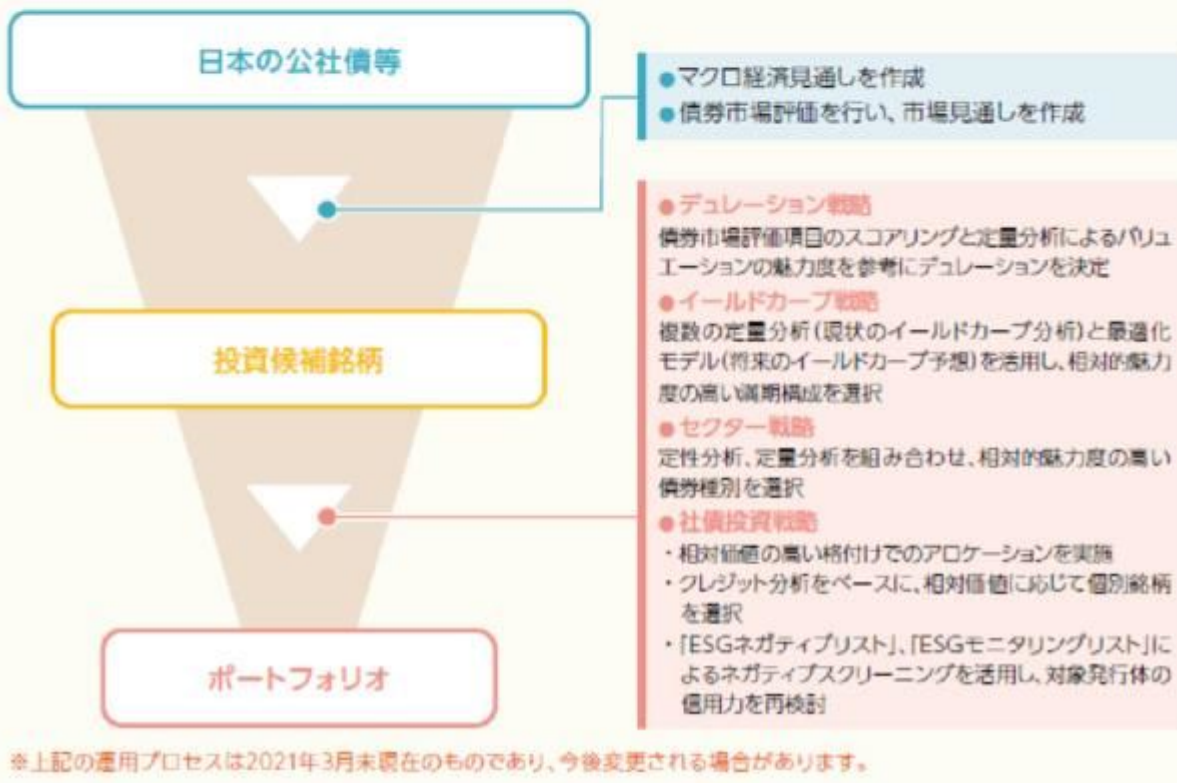 日本の公社債等
●マクロ経済見通しを作成
●債券市場評価を行い、市場見通しを作成
●デュレーション戦略
債券市場評価項目のスコアリングと定量分析によるバリュ
エーションの魅力度を参考にデュレーションを決定
●イールドカーブ戦略
複数の定量分析(現状のイールドカーブ分析)と最適化
モデル(将来のイールドカーブ予想)を活用し、相対的魅力
度の高い満期構成を選択
投資候補銘柄
●セクター戦略
定性分析、定量分析を組み合わせ、相対的魅力度の高い
債券種別を選択
●社債投資戦略
・相対価値の高い格付けでのアロケーションを実施
・クレジット分析をベースに、相対価値に応じて個別銘柄
を選択
・「ESGネガティブリスト」、「ESGモニタリングリスト」に
よるネガティブスクリーニングを活用し、対象発行体の
信用力を再検討
ポートフォリオ
※上記の運用プロセスは2021年3月末現在のものであり、今後変更される場合があります。